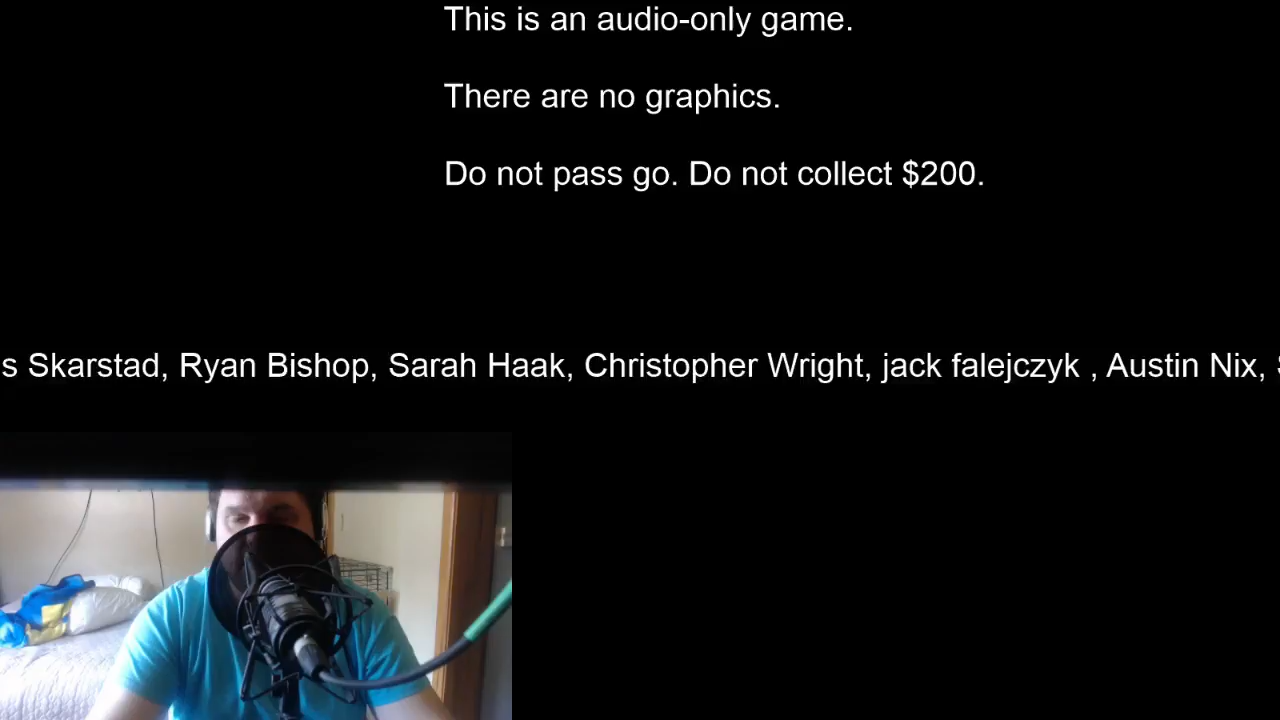 This is an audio-only game.
There are no graphics.
Do not pass go. Do not collect $200.
s Skarstad, Ryan Bishop, Sarah Haak, Christopher Wright, jack falejczyk , Austin Nix,